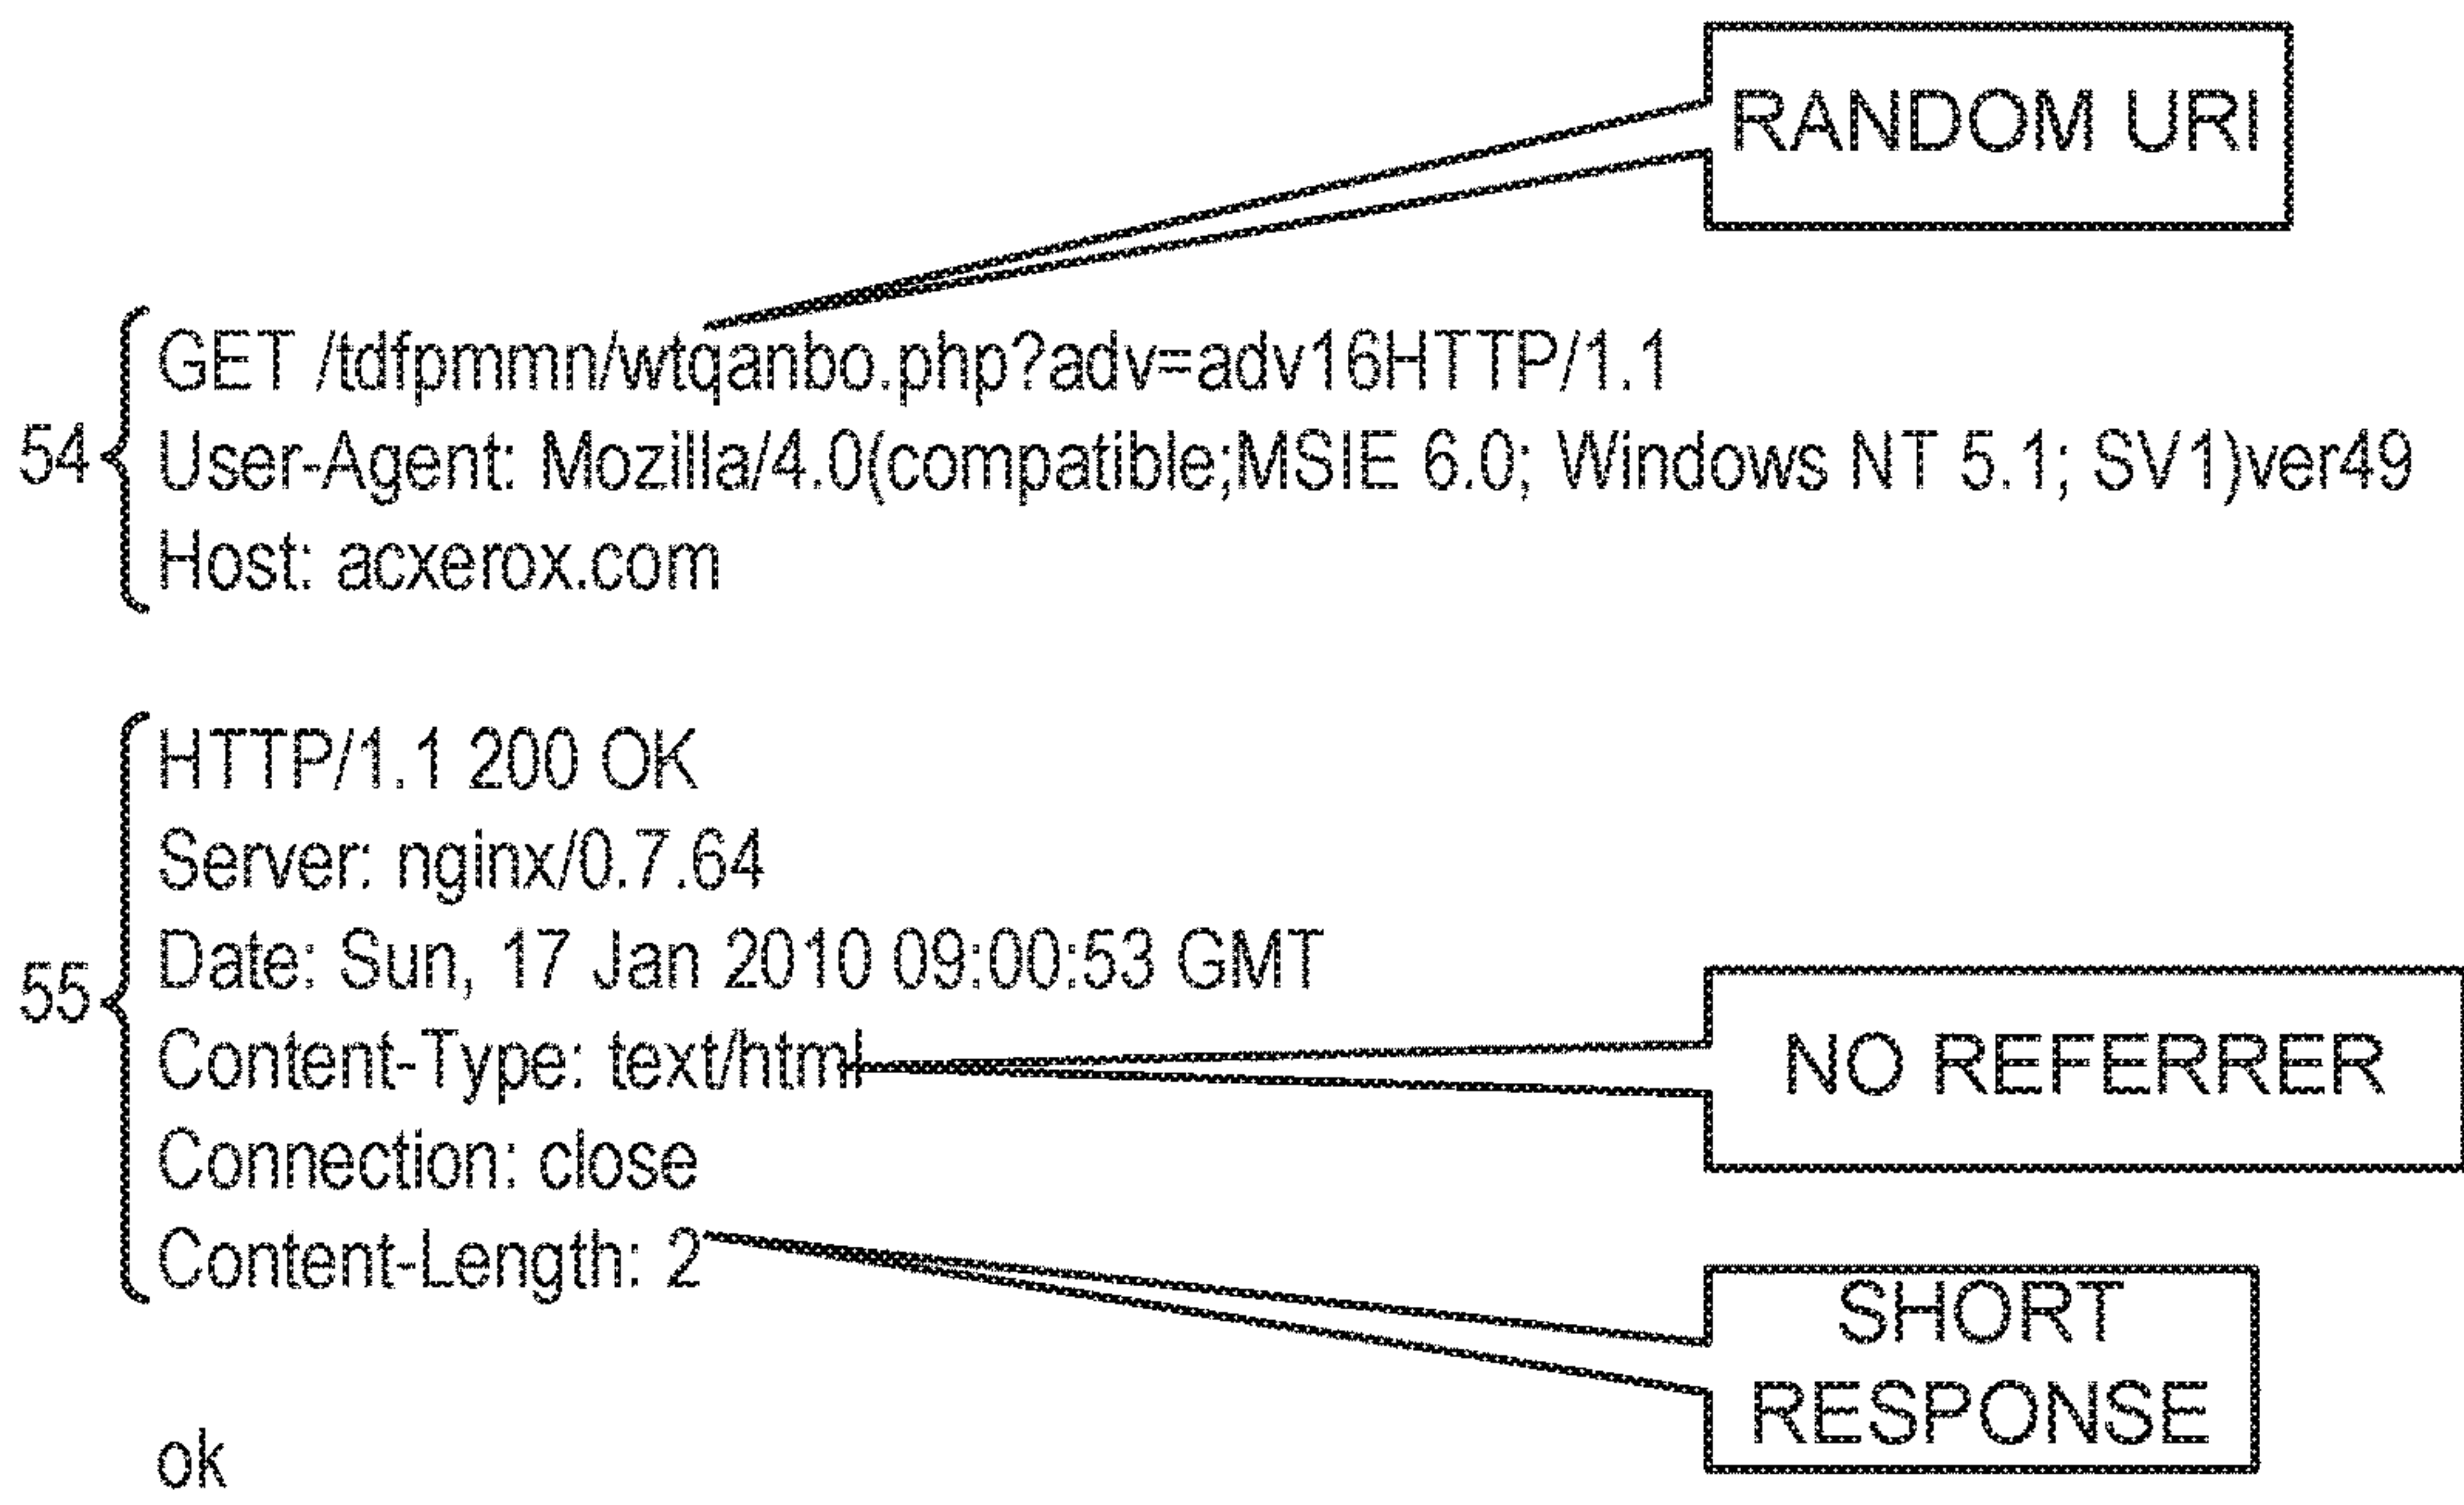 RANDOM URI
GET /tdfpmmn/wtqanbo.php?adv=adv16HTTP/1.1
54
User-Agent: Mozilla/4.0(compatible;MSIE 6.0; Windows NT 5.1; SV1)ver49
Host: acxerox.com
HTTP/1.1 200 OK
Server: nginx/0.7.64
Date: Sun, 17 Jan 2010 09:00:53 GMT
55
Content-Type: text/html
NO REFERRER
Connection: close
Content-Length: 2
SHORT
RESPONSE
ok